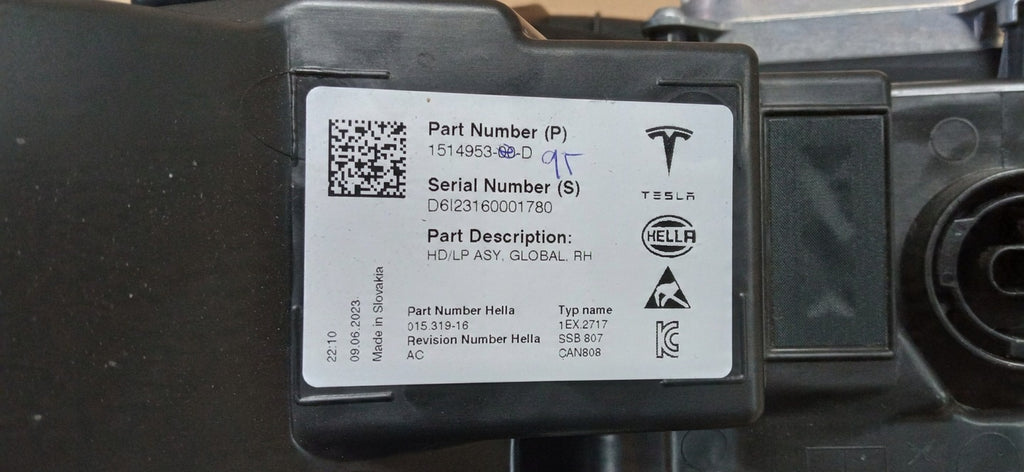 Part Number (P)
1514953-00-D
95
Serial Number (S)
D6I23160001780
Part Description:
HD/LP ASY, GLOBAL, RH
Part Number Hella
015.319-16
Revision Number Hella
AC
Typ name
1EX.2717
SSB 807
CAN808
22:10
09.06.2023
Made in Slovakia
TESLA
HELLA